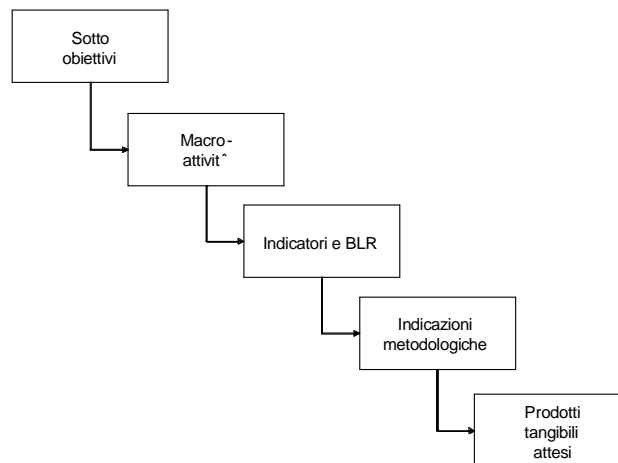 Sotto
obiettivi
Macro-
attivitˆ
Indicatori e BLR
Indicazioni
metodologiche
Prodotti
tangibili
attesi